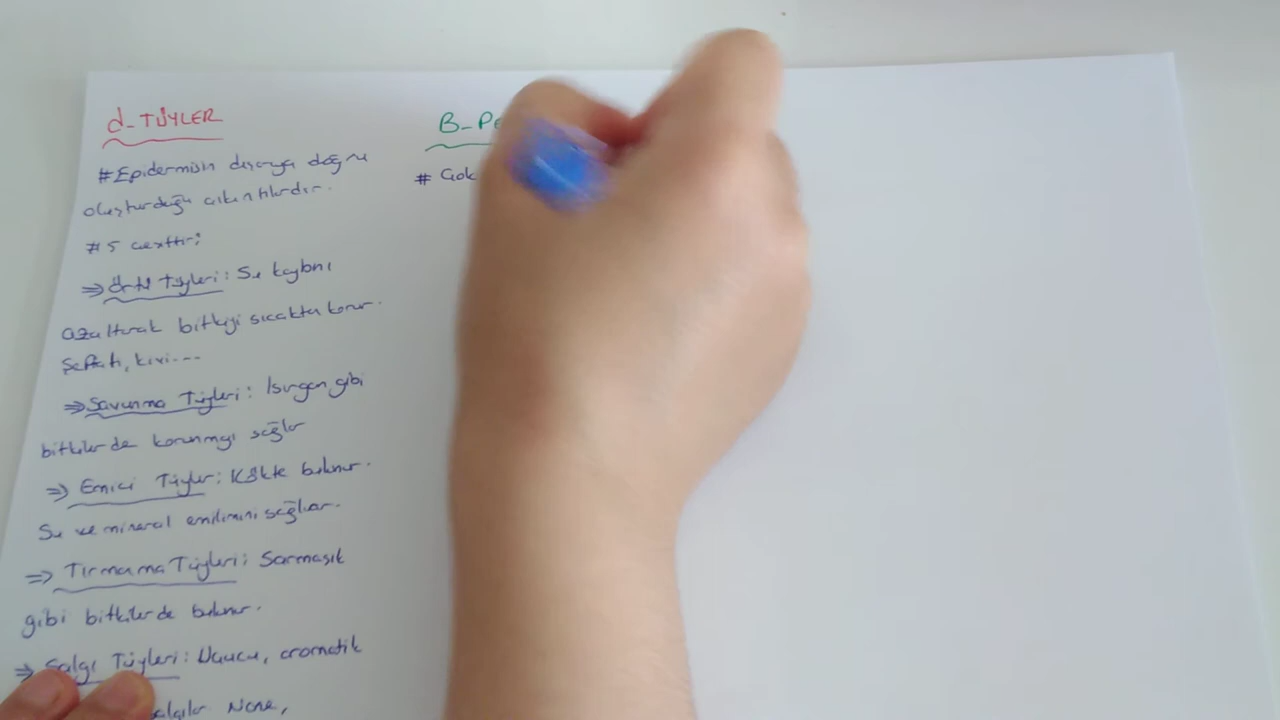 d-TÜYLER
#Epidermisin dışarıya doğru
oluşturduğu çıkıntılardır.
#5 çeşittir;
⇒Örtü Tüyleri: Su kaybını
azaltarak bitkiyi sıcakta korur.
Şeftali, kivi...
⇒Savunma Tüyleri: Isırgan gibi
bitkilerde korunmayı sağlar
⇒ Emici Tüyler: Kökte bulunur.
Su ve mineral emilimini sağlar.
⇒ Tırmanma Tüyleri: Sarmaşık
gibi bitkilerde bulunur.
⇒ Salgı Tüyleri: Uçucu, aromatik
Nane,
B-PE
# Çok